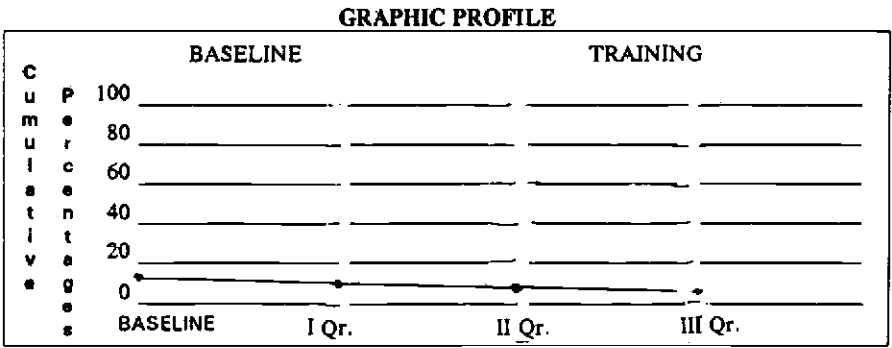 GRAPHIC PROFILE
BASELINE TRAINING
Cumulative
Percentages
100
80
60
40
20
0
BASELINE I Qr. II Qr. III Qr.